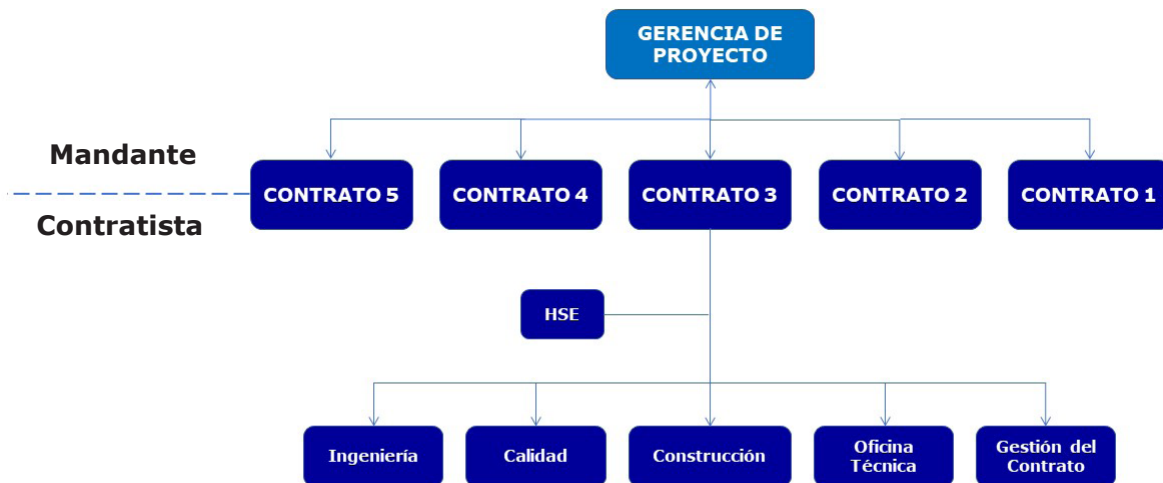 GERENCIA DE
PROYECTO
Mandante
CONTRATO 5
CONTRATO 4
CONTRATO 3
CONTRATO 2
CONTRATO 1
Contratista
HSE
Ingeniería
Calidad
Construcción
Oficina
Técnica
Gestión del
Contrato